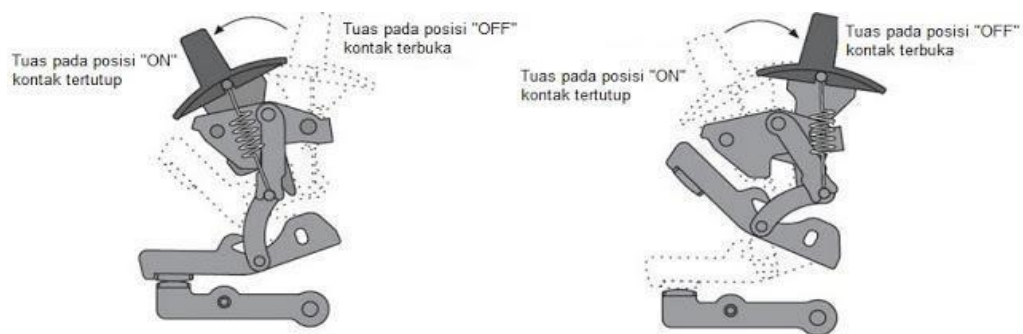 Tuas pada posisi "OFF"
kontak terbuka
Tuas pada posisi "ON"
kontak tertutup
Tuas pada posisi "OFF"
kontak terbuka
Tuas pada posisi "ON"
kontak tertutup